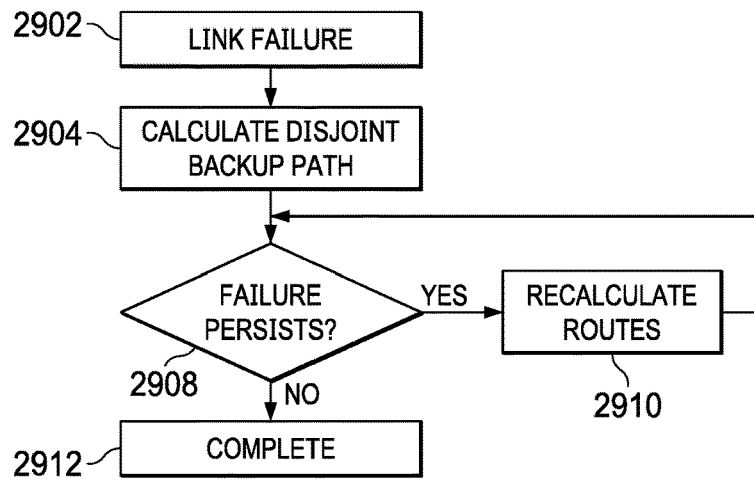 2902
LINK FAILURE
2904
CALCULATE DISJOINT
BACKUP PATH
FAILURE
PERSISTS?
YES
RECALCULATE
ROUTES
2908
NO
2910
2912
COMPLETE